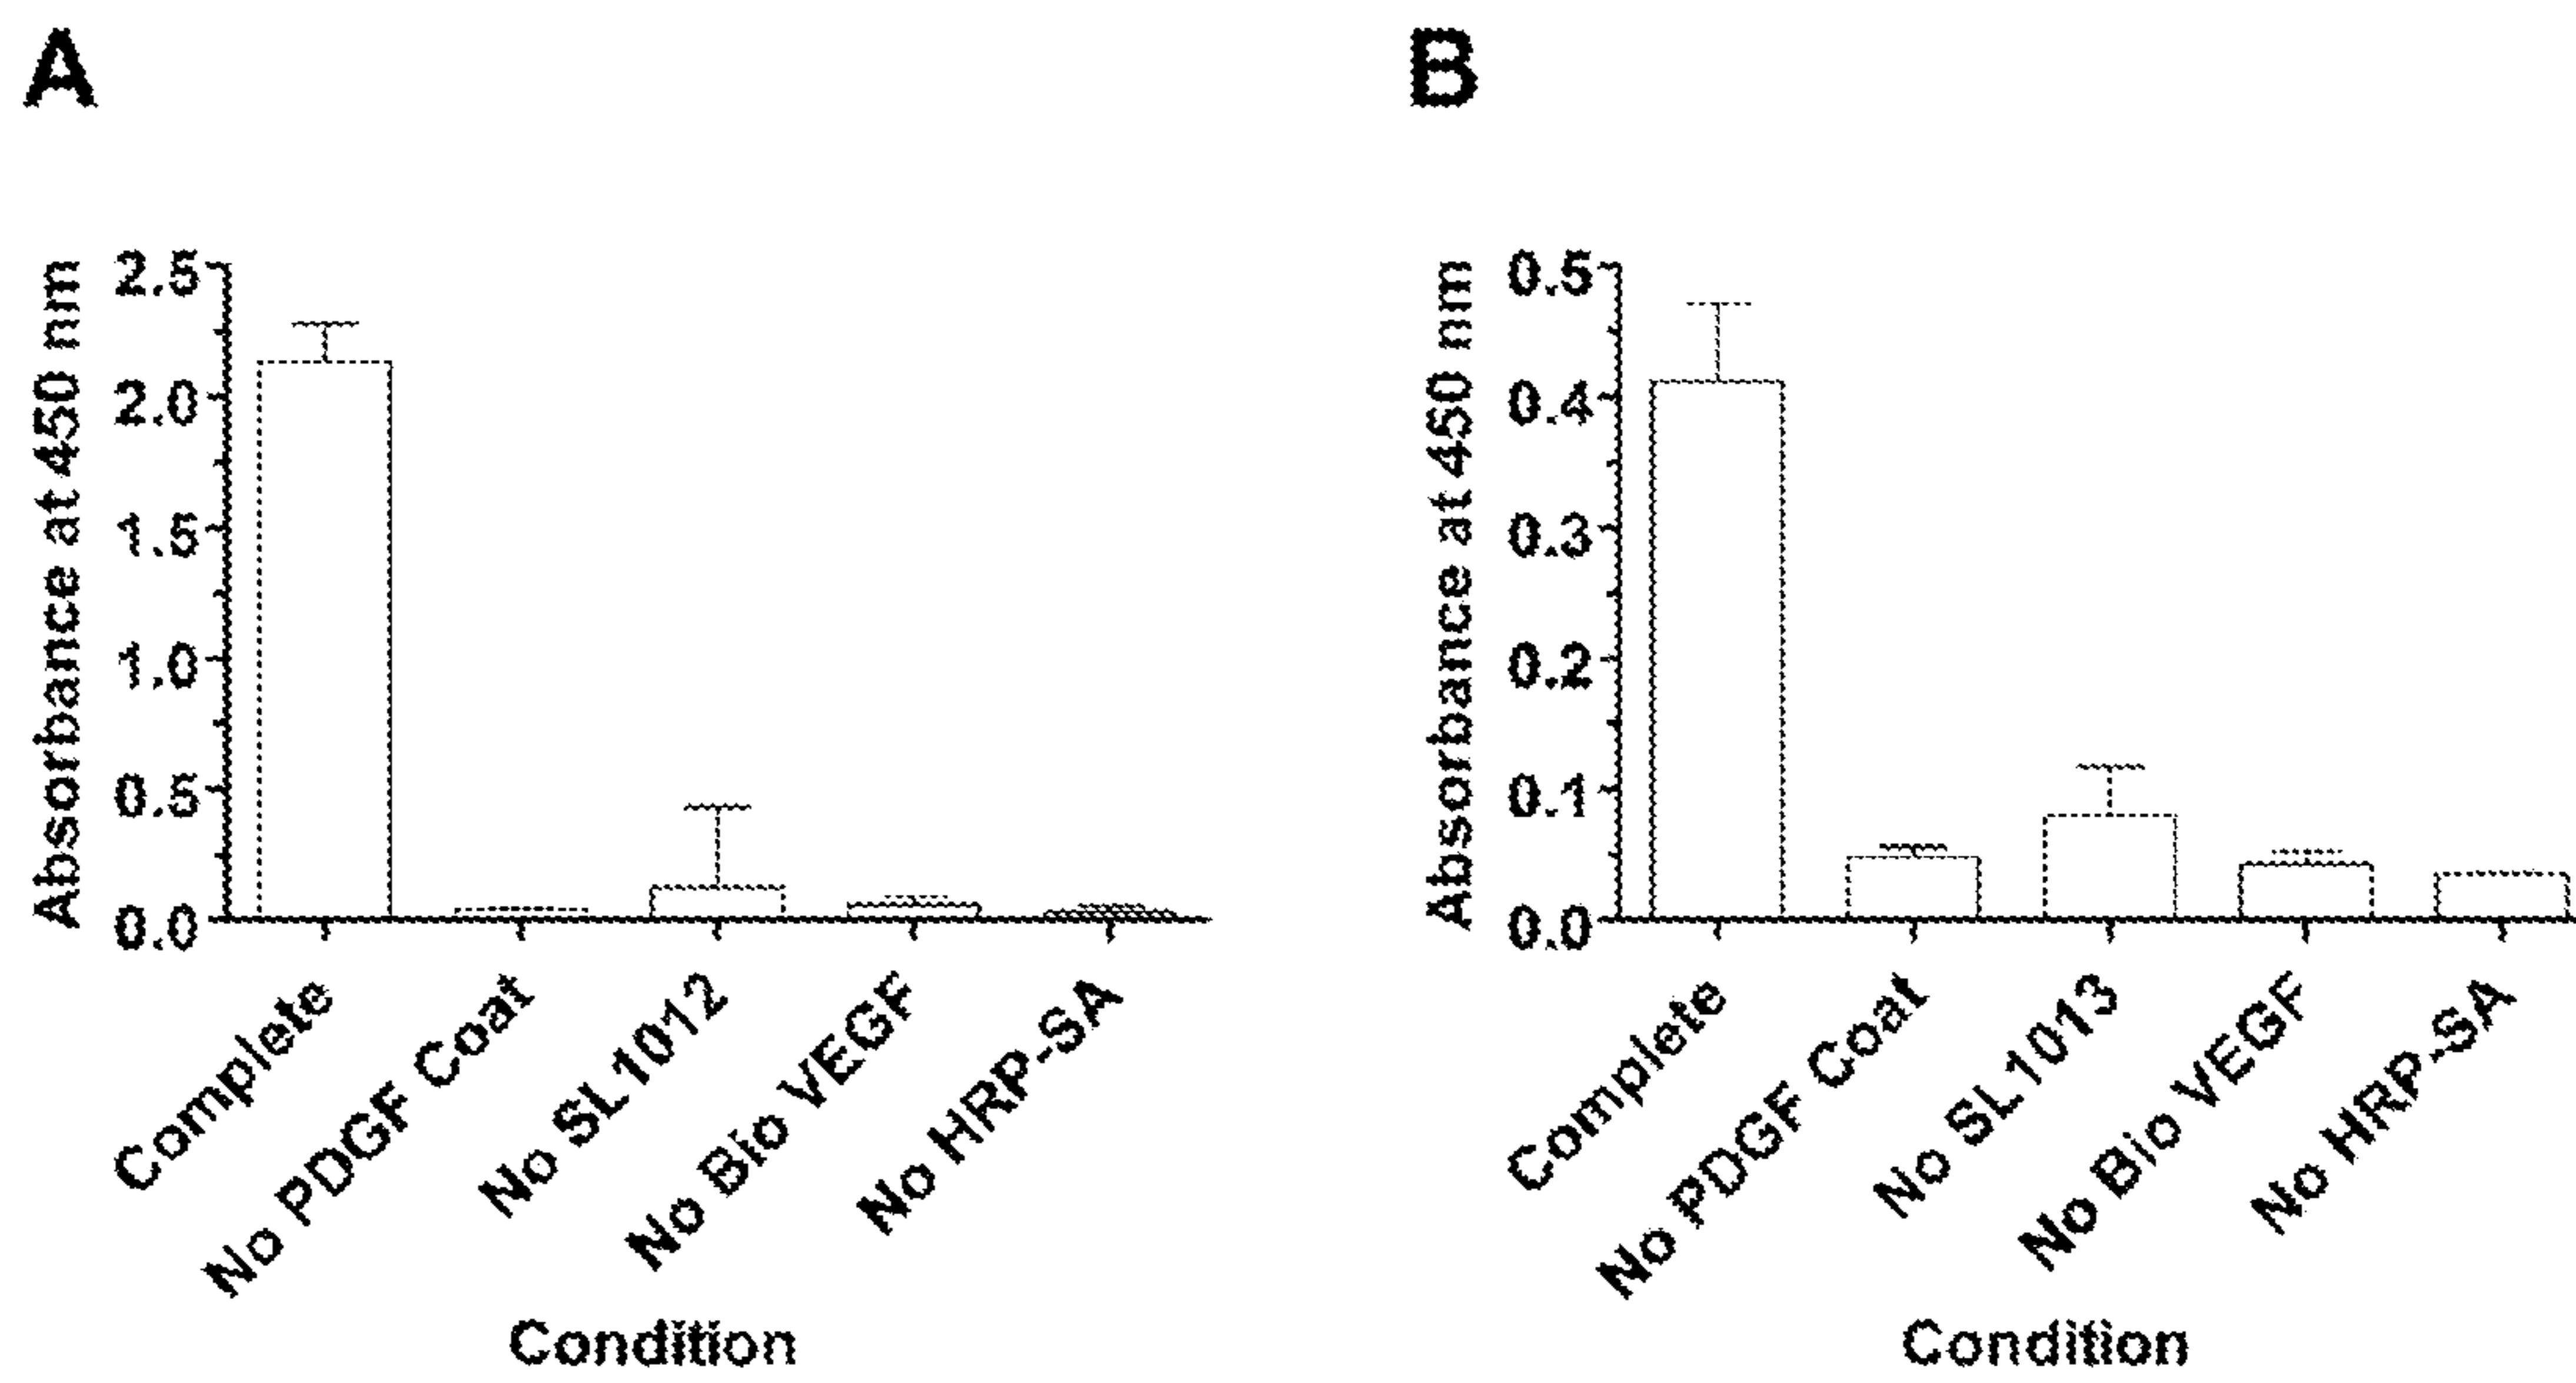 A
Absorbance at 450 nm
2.5
2.0
1.5
1.0
0.5
0.0
Complete
No PDGF Coat
No SL1012
No Bio VEGF
No HRP-SA
Condition
B
Absorbance at 450 nm
0.5
0.4
0.3
0.2
0.1
0.0
Complete
No PDGF Coat
No SL1013
No Bio VEGF
No HRP-SA
Condition